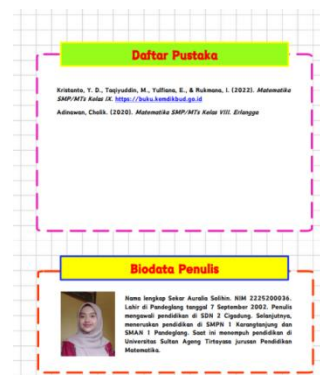 Daftar Pustaka
Kristanto, Y. D., Taqiyuddin, M., Yulfiana, E., & Rukmana, I. (2022). Matematika
SMP/MTs Kelas IX. https://buku.kemdikbud.go.id
Adinawan, Cholik. (2020). Matematika SMP/MTs Kelas VIII. Erlangga
Biodata Penulis
Nama lengkap Sekar Auralia Solihin. NIM 2225200036.
Lahir di Pandeglang tanggal 7 September 2002. Penulis
mengawali pendidikan di SDN 2 Cigadung. Selanjutnya,
meneruskan pendidikan di SMPN 1 Karangtanjung dan
SMAN 1 Pandeglang. Saat ini menempuh pendidikan di
Universitas Sultan Ageng Tirtayasa jurusan Pendidikan
Matematika.